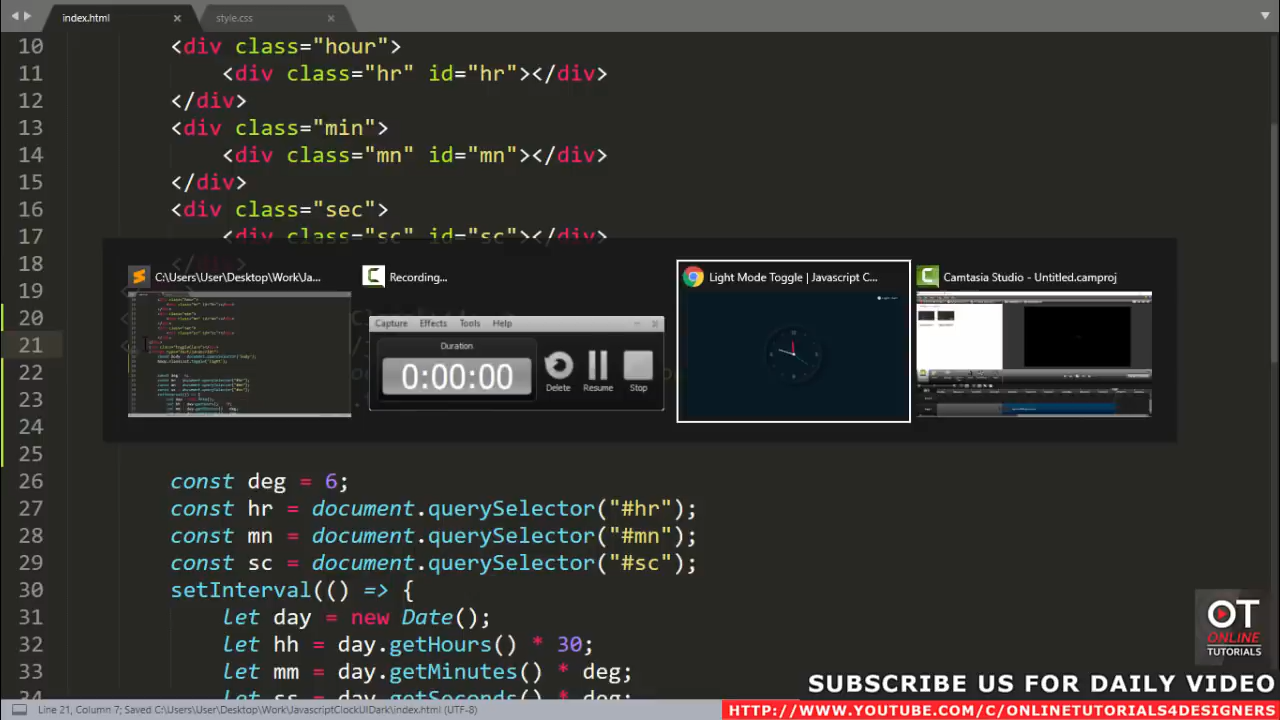 index.html
style.css
10 <div class="hour">
11 <div class="hr" id="hr"></div>
12 </div>
13 <div class="min">
14 <div class="mn" id="mn"></div>
15 </div>
16 <div class="sec">
17 <div class="sc" id="sc"></div>
18 </div>
19
20
21
22
23
24
25
C:\Users\User\Desktop\Work/Ja...
Recording...
Light Mode Toggle | Javascript C...
Camtasia Studio - Untitled.camproj
Capture Effects Tools Help
Duration
0:00:00
Delete Resume Stop
26 const deg = 6;
27 const hr = document.querySelector("#hr");
28 const mn = document.querySelector("#mn");
29 const sc = document.querySelector("#sc");
30 setInterval(() => {
31 let day = new Date();
32 let hh = day.getHours() * 30;
33 let mm = day.getMinutes() * deg;
34 let ss = day.getSeconds() * deg;
OT
ONLINE
TUTORIALS
SUBSCRIBE US FOR DAILY VIDEO
HTTP://WWW.YOUTUBE.COM/C/ONLINETUTORIALS4DESIGNERS
Line 21, Column 7; Saved C:\Users\User\Desktop\Work\JavascriptClockUIDark\index.html (UTF-8)